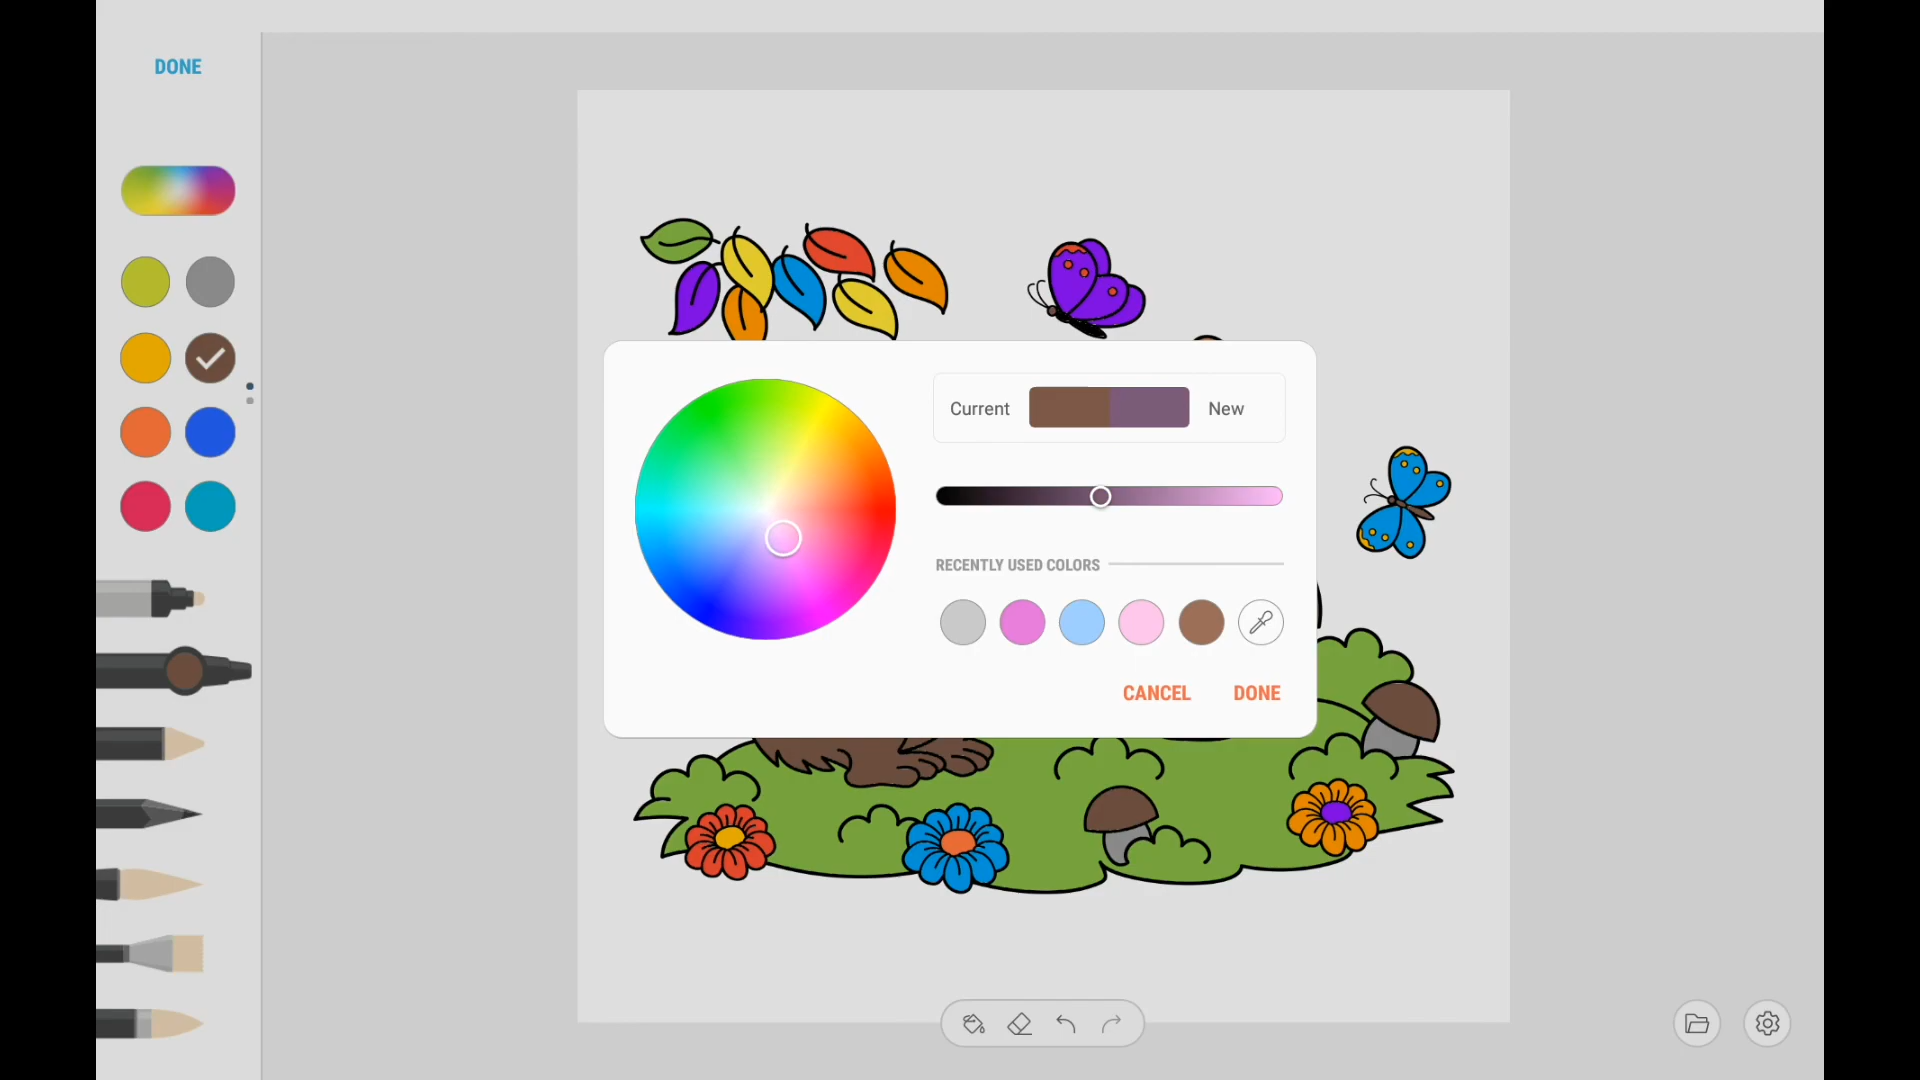 DONE
Current
New
RECENTLY USED COLORS
CANCEL
DONE